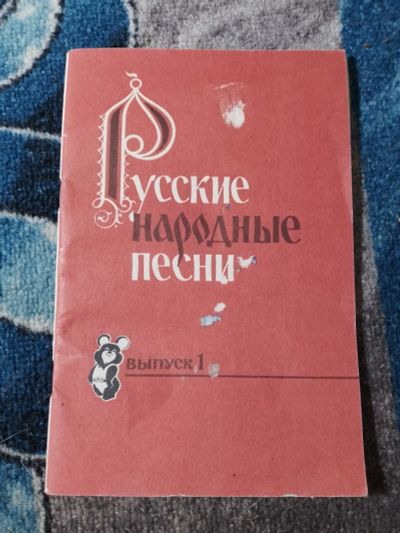 Русские
народные
песни
выпуск 1